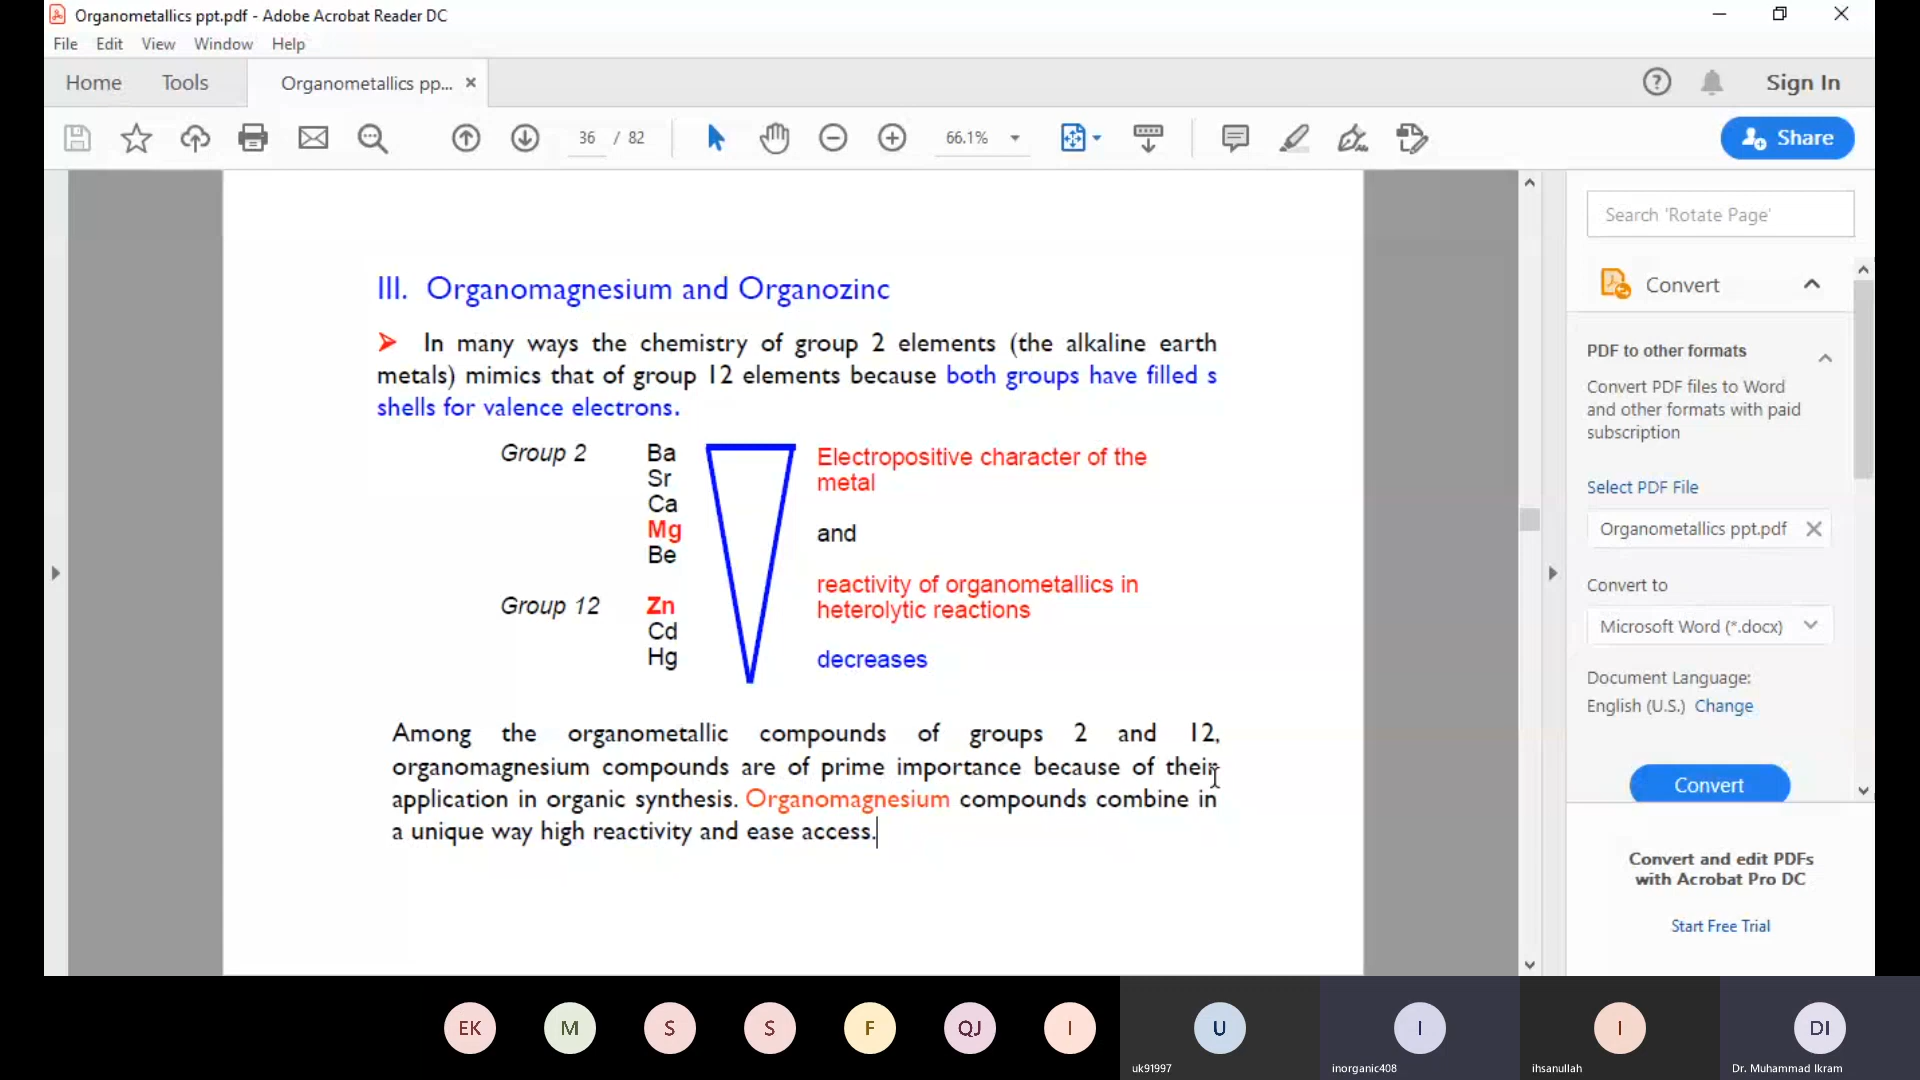 Organometallics ppt.pdf - Adobe Acrobat Reader DC
File Edit View Window Help
Home Tools Organometallics pp... × ? Sign In
36 / 82 66.1% Share
Search 'Rotate Page'
Convert
PDF to other formats
Convert PDF files to Word
and other formats with paid
subscription
Select PDF File
Organometallics ppt.pdf
Convert to
Microsoft Word (*.docx)
Document Language:
English (U.S.) Change
Convert
Convert and edit PDFs
with Acrobat Pro DC
Start Free Trial
III. Organomagnesium and Organozinc
➤ In many ways the chemistry of group 2 elements (the alkaline earth
metals) mimics that of group 12 elements because both groups have filled s
shells for valence electrons.
Group 2 Ba
Sr
Ca
Mg
Be
Group 12 Zn
Cd
Hg
Electropositive character of the
metal
and
reactivity of organometallics in
heterolytic reactions
decreases
Among the organometallic compounds of groups 2 and 12,
organomagnesium compounds are of prime importance because of their
application in organic synthesis. Organomagnesium compounds combine in
a unique way high reactivity and ease access.
EK M S S F QJ I U I I DI
uk91997 inorganic408 ihsanullah Dr. Muhammad Ikram